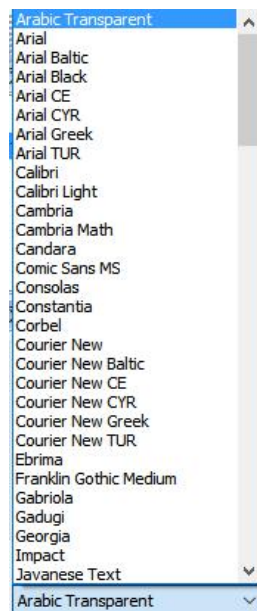 Arabic Transparent
Arial
Arial Baltic
Arial Black
Arial CE
Arial CYR
Arial Greek
Arial TUR
Calibri
Calibri Light
Cambria
Cambria Math
Candara
Comic Sans MS
Consolas
Constantia
Corbel
Courier New
Courier New Baltic
Courier New CE
Courier New CYR
Courier New Greek
Courier New TUR
Ebrima
Franklin Gothic Medium
Gabriola
Gadugi
Georgia
Impact
Javanese Text
Arabic Transparent